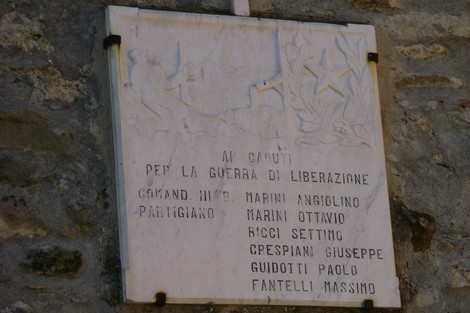 AI CADUTI
PER LA GUERRA DI LIBERAZIONE
COMAND. III B. MARINI ANGIOLINO
PARTIGIANO MARINI OTTAVIO
RICCI SETTIMO
CRESPIANI GIUSEPPE
GUIDOTTI PAOLO
FANTELLI MASSIMO